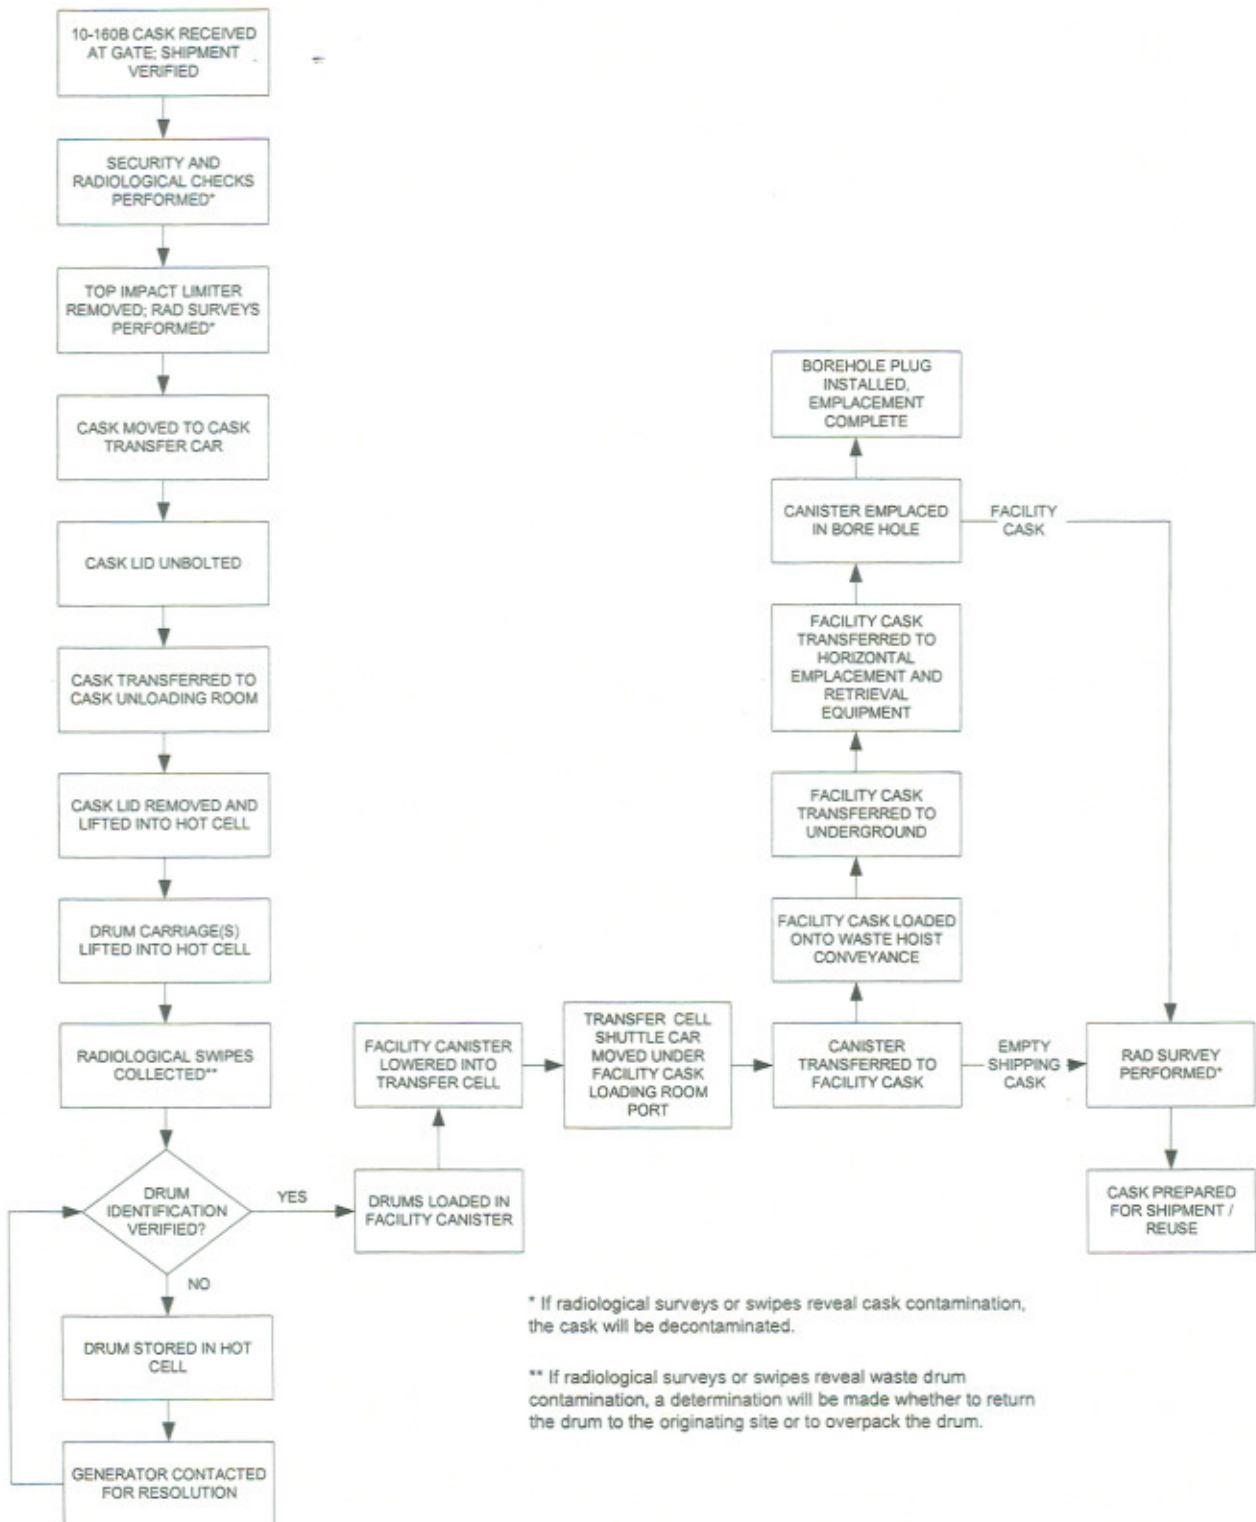 10-160B CASK RECEIVED
AT GATE; SHIPMENT
VERIFIED
SECURITY AND
RADIOLOGICAL CHECKS
PERFORMED*
TOP IMPACT LIMITER
REMOVED; RAD SURVEYS
PERFORMED*
CASK MOVED TO CASK
TRANSFER CAR
CASK LID UNBOLTED
CASK TRANSFERRED TO
CASK UNLOADING ROOM
CASK LID REMOVED AND
LIFTED INTO HOT CELL
DRUM CARRIAGE(S)
LIFTED INTO HOT CELL
RADIOLOGICAL SWIPES
COLLECTED**
DRUM
IDENTIFICATION
VERIFIED?
NO
DRUM STORED IN HOT
CELL
GENERATOR CONTACTED
FOR RESOLUTION
YES
DRUMS LOADED IN
FACILITY CANISTER
FACILITY CANISTER
LOWERED INTO
TRANSFER CELL
TRANSFER CELL
SHUTTLE CAR
MOVED UNDER
FACILITY CASK
LOADING ROOM
PORT
CANISTER
TRANSFERRED TO
FACILITY CASK
FACILITY CASK LOADED
ONTO WASTE HOIST
CONVEYANCE
FACILITY CASK
TRANSFERRED TO
UNDERGROUND
FACILITY CASK
TRANSFERRED TO
HORIZONTAL
EMPLACEMENT AND
RETRIEVAL
EQUIPMENT
CANISTER EMPLACED
IN BORE HOLE
BOREHOLE PLUG
INSTALLED,
EMPLACEMENT
COMPLETE
FACILITY
CASK
EMPTY
SHIPPING
CASK
RAD SURVEY
PERFORMED*
CASK PREPARED
FOR SHIPMENT /
REUSE
* If radiological surveys or swipes reveal cask contamination,
the cask will be decontaminated.
** If radiological surveys or swipes reveal waste drum
contamination, a determination will be made whether to return
the drum to the originating site or to overpack the drum.